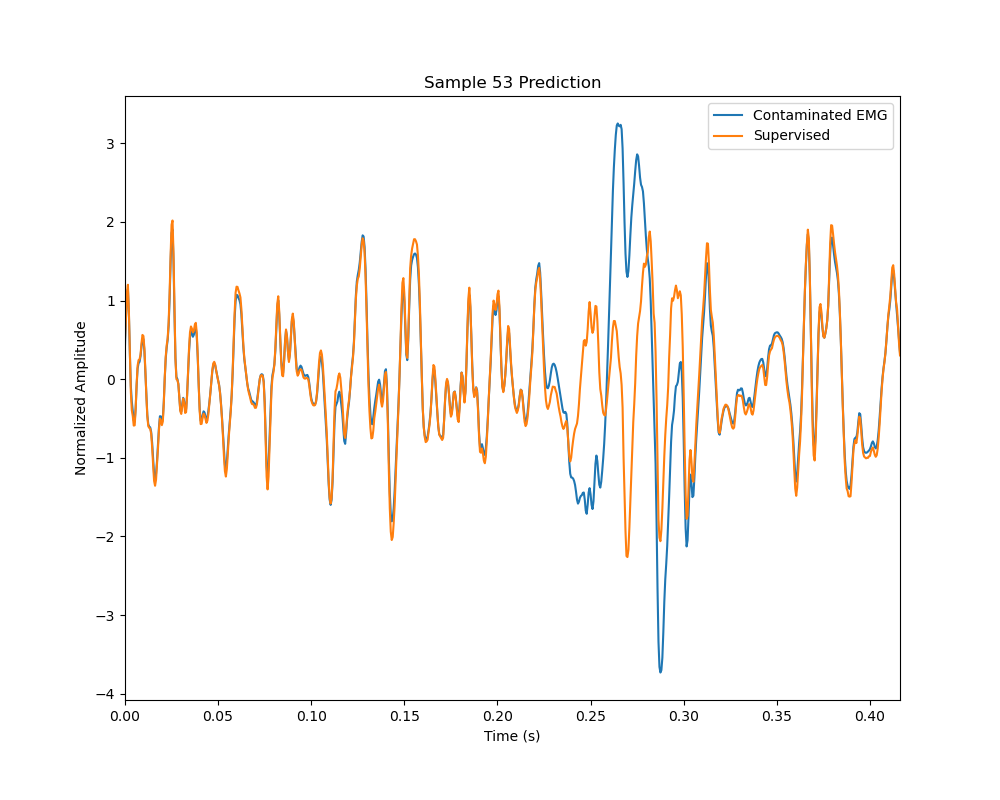 Sample 53 Prediction
Contaminated EMG
Supervised
Normalized Amplitude
3
2
1
0
−1
−2
−3
−4
0.00 0.05 0.10 0.15 0.20 0.25 0.30 0.35 0.40
Time (s)